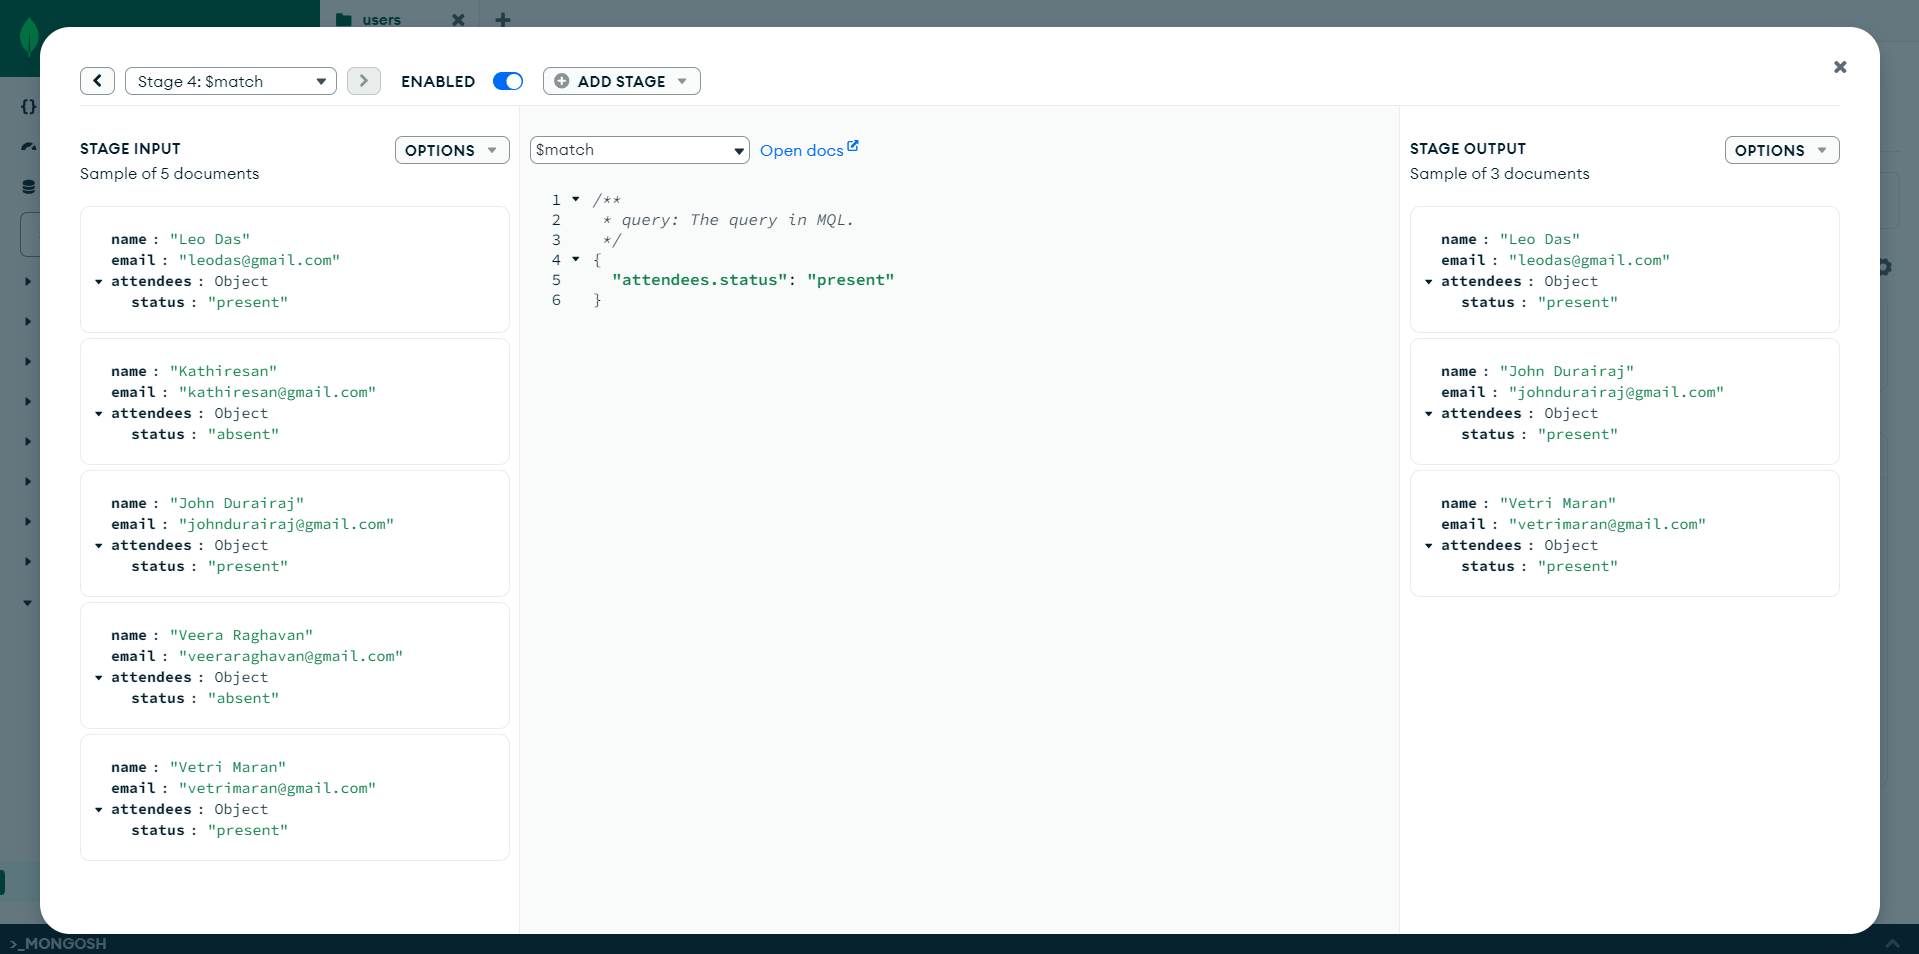 users
Stage 4: $match
ENABLED
ADD STAGE
STAGE INPUT
Sample of 5 documents
OPTIONS
name : "Leo Das"
email : "leodas@gmail.com"
attendees : Object
status : "present"
name : "Kathiresan"
email : "kathiresan@gmail.com"
attendees : Object
status : "absent"
name : "John Durairaj"
email : "johndurairaj@gmail.com"
attendees : Object
status : "present"
name : "Veera Raghavan"
email : "veeraraghavan@gmail.com"
attendees : Object
status : "absent"
name : "Vetri Maran"
email : "vetrimaran@gmail.com"
attendees : Object
status : "present"
$match
Open docs
1 /**
2 * query: The query in MQL.
3 */
4 {
5 "attendees.status": "present"
6 }
STAGE OUTPUT
Sample of 3 documents
OPTIONS
name : "Leo Das"
email : "leodas@gmail.com"
attendees : Object
status : "present"
name : "John Durairaj"
email : "johndurairaj@gmail.com"
attendees : Object
status : "present"
name : "Vetri Maran"
email : "vetrimaran@gmail.com"
attendees : Object
status : "present"
>_MONGOSH